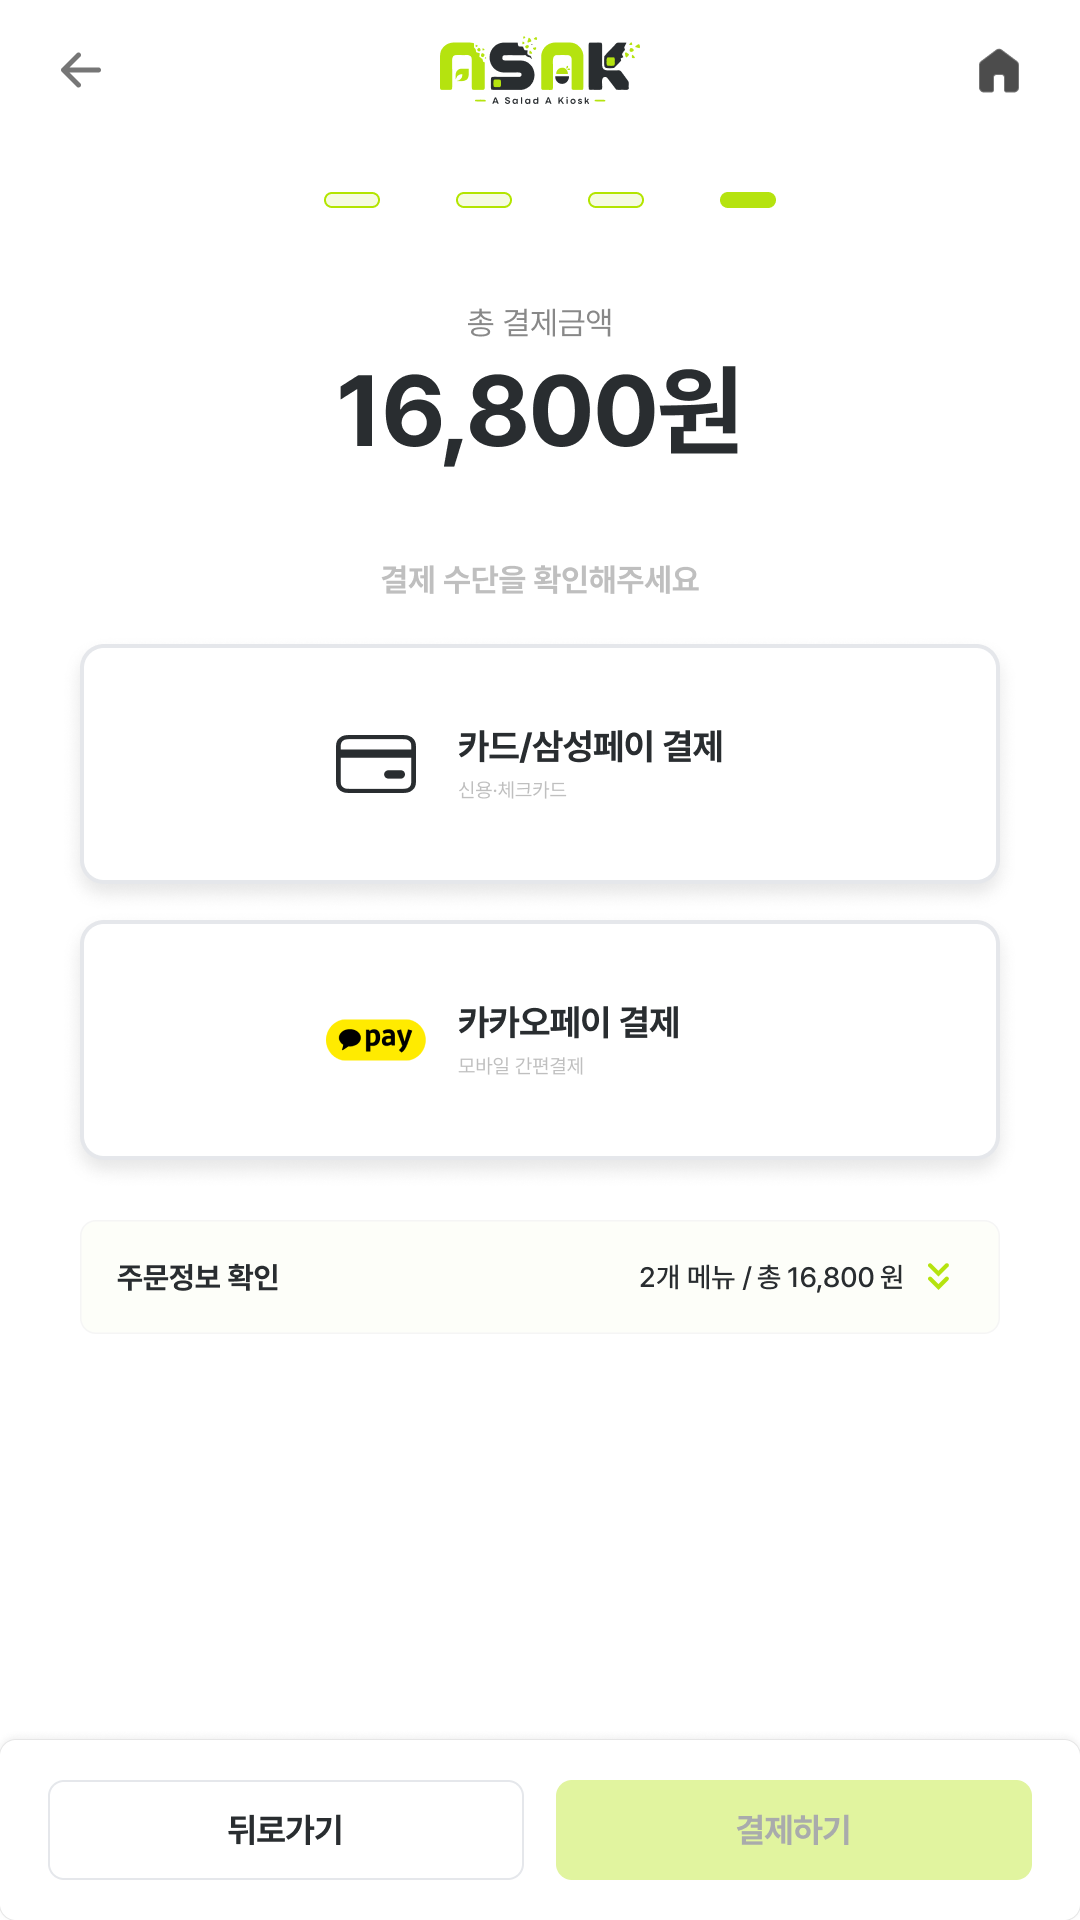 ASAK
A Salad A Kiosk
총 결제금액
16,800원
결제 수단을 확인해주세요
카드/삼성페이 결제
신용·체크카드
pay
카카오페이 결제
모바일 간편결제
주문정보 확인
2개 메뉴 / 총 16,800 원
뒤로가기
결제하기